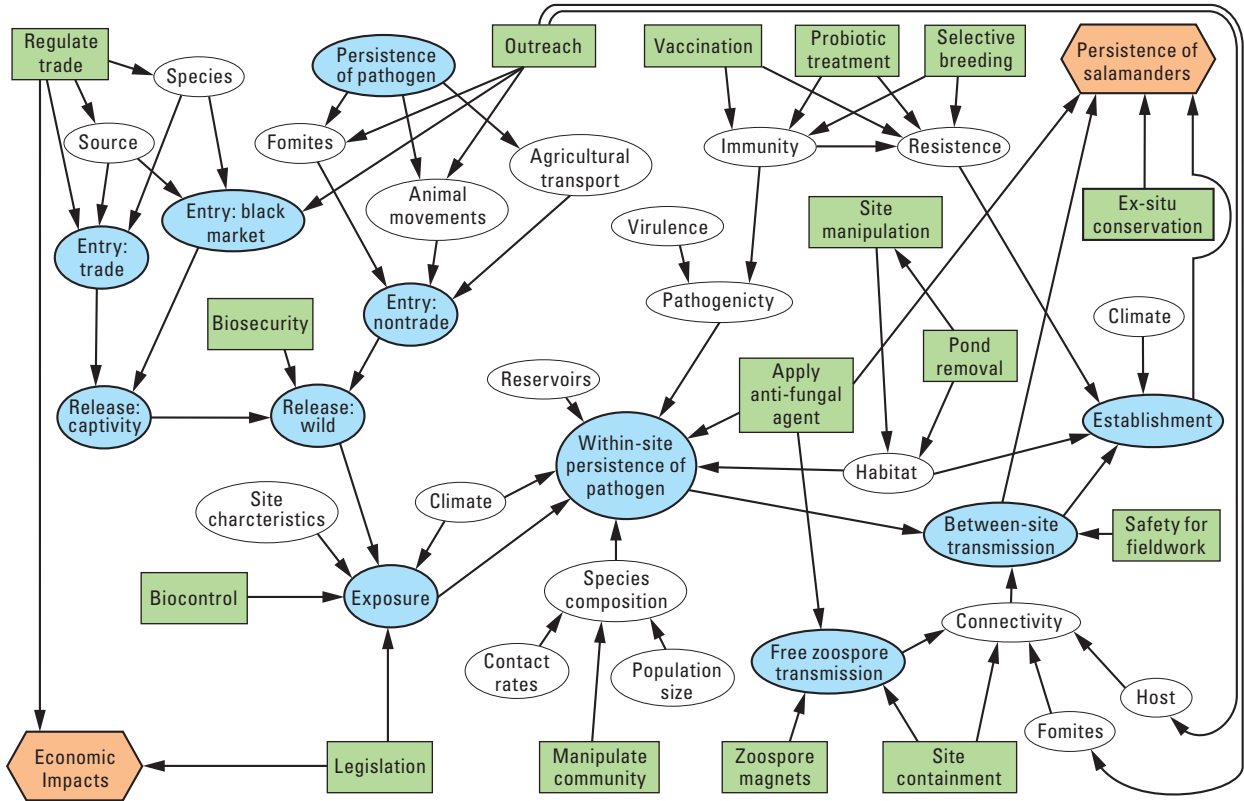 Regulate
trade
Species
Source
Persistence
of pathogen
Outreach
Vaccination
Probiotic
treatment
Selective
breeding
Persistence of
salamanders
Fomites
Agricultural
transport
Animal
movements
Immunity
Resistence
Entry: black
market
Entry:
trade
Virulence
Site
manipulation
Ex-situ
conservation
Pathogenicty
Entry:
nontrade
Biosecurity
Climate
Pond
removal
Reservoirs
Apply
anti-fungal
agent
Release:
captivity
Release:
wild
Establishment
Within-site
persistence of
pathogen
Habitat
Site
charcteristics
Climate
Between-site
transmission
Safety for
fieldwork
Biocontrol
Exposure
Species
composition
Connectivity
Contact
rates
Population
size
Free zoospore
transmission
Host
Fomites
Economic
Impacts
Legislation
Manipulate
community
Zoospore
magnets
Site
containment